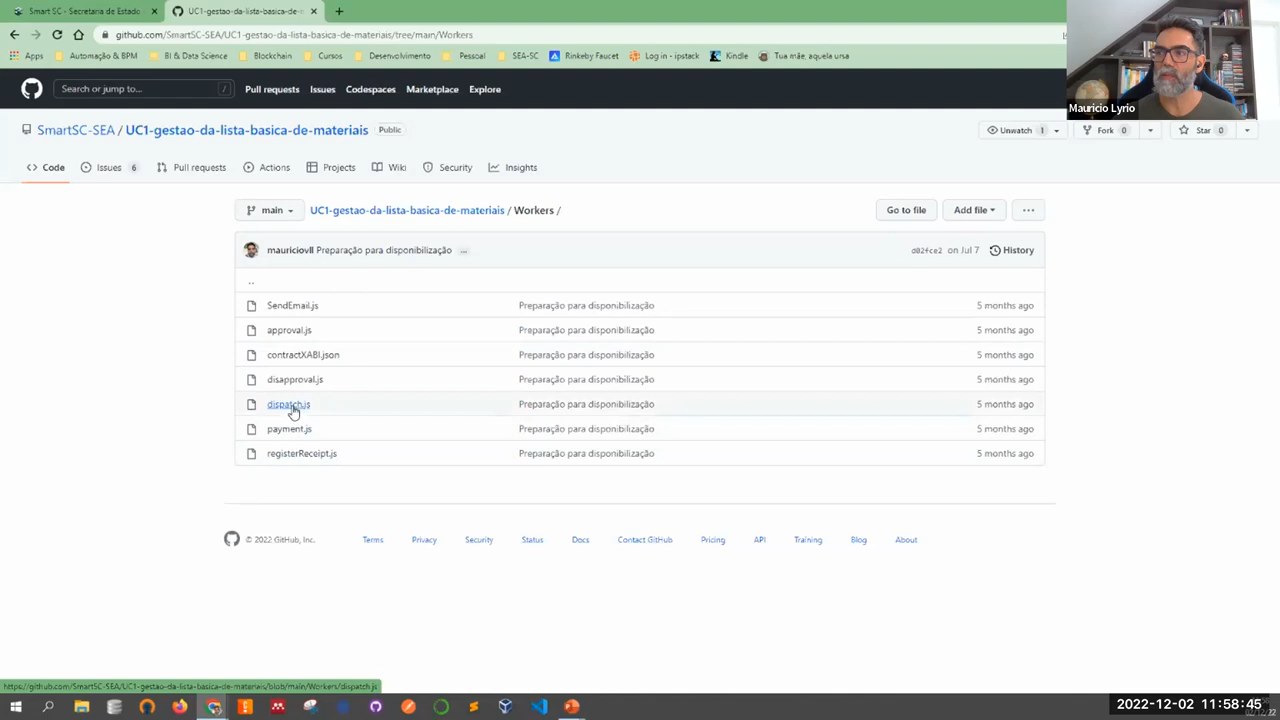 Smart SC - Secretaria de Estado
UC1-gestao-da-lista-basica-de-m
github.com/SmartSC-SEA/UC1-gestao-da-lista-basica-de-materiais/tree/main/Workers
Apps Automação & BPM BI & Data Science Blockchain Cursos Desenvolvimento Pessoal SEA-SC Rinkeby Faucet Log in - ipstack Kindle Tua mãe, aquela ursa
Mauricio Lyrio
Search or jump to... / Pull requests Issues Codespaces Marketplace Explore
SmartSC-SEA / UC1-gestao-da-lista-basica-de-materiais Public Unwatch 1 Fork 0 Star 0
Code Issues 6 Pull requests Actions Projects Wiki Security Insights
main UC1-gestao-da-lista-basica-de-materiais / Workers / Go to file Add file ...
mauriciovll Preparação para disponibilização ... d02fce2 on Jul 7 History
..
SendEmail.js Preparação para disponibilização 5 months ago
approval.js Preparação para disponibilização 5 months ago
contractXABI.json Preparação para disponibilização 5 months ago
disapproval.js Preparação para disponibilização 5 months ago
dispatch.js Preparação para disponibilização 5 months ago
payment.js Preparação para disponibilização 5 months ago
registerReceipt.js Preparação para disponibilização 5 months ago
© 2022 GitHub, Inc. Terms Privacy Security Status Docs Contact GitHub Pricing API Training Blog About
https://github.com/SmartSC-SEA/UC1-gestao-da-lista-basica-de-materiais/blob/main/Workers/dispatch.js
2022-12-02 11:58:45